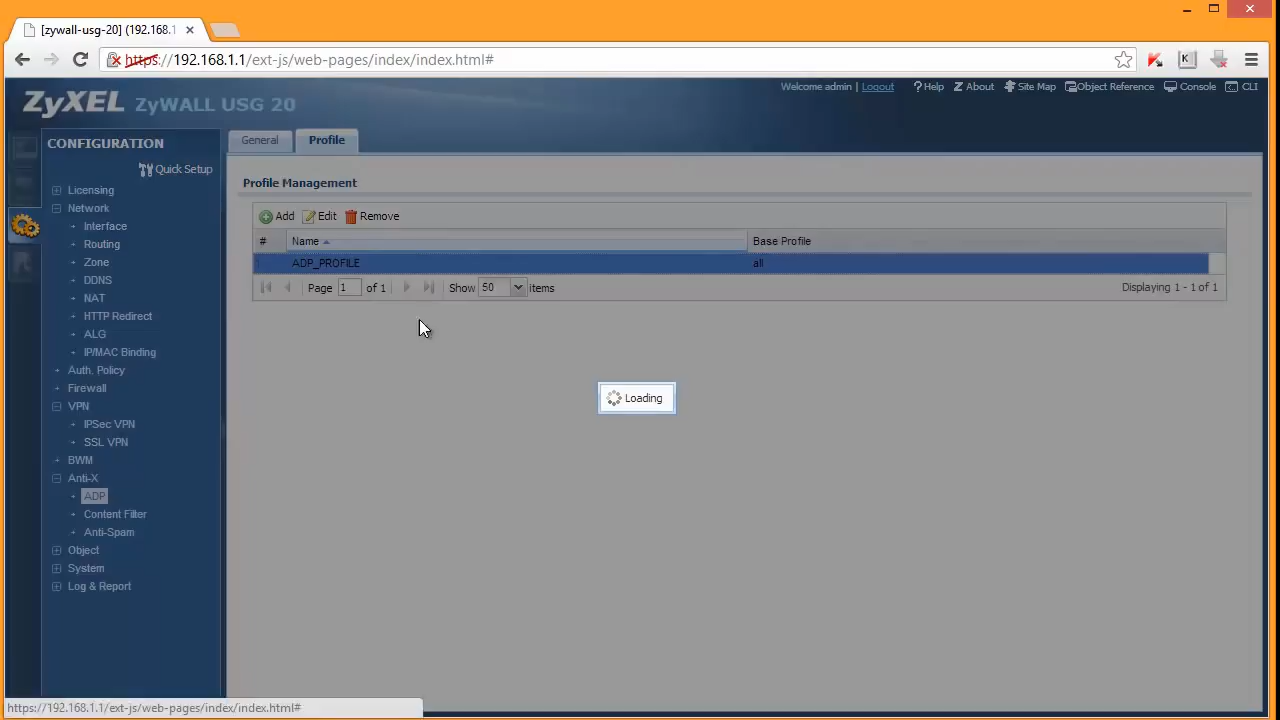 [zywall-usg-20] (192.168.1
https://192.168.1.1/ext-js/web-pages/index/index.html#
K
ZyXEL ZyWALL USG 20
Welcome admin | Logout ?Help Z About Site Map Object Reference Console CLI
CONFIGURATION
Quick Setup
Licensing
Network
Interface
Routing
Zone
DDNS
NAT
HTTP Redirect
ALG
IP/MAC Binding
Auth. Policy
Firewall
VPN
IPSec VPN
SSL VPN
BWM
Anti-X
ADP
Content Filter
Anti-Spam
Object
System
Log & Report
General Profile
Profile Management
Add Edit Remove
# Name Base Profile
1 ADP_PROFILE all
Page 1 of 1 Show 50 items Displaying 1 - 1 of 1
Loading
https://192.168.1.1/ext-js/web-pages/index/index.html#